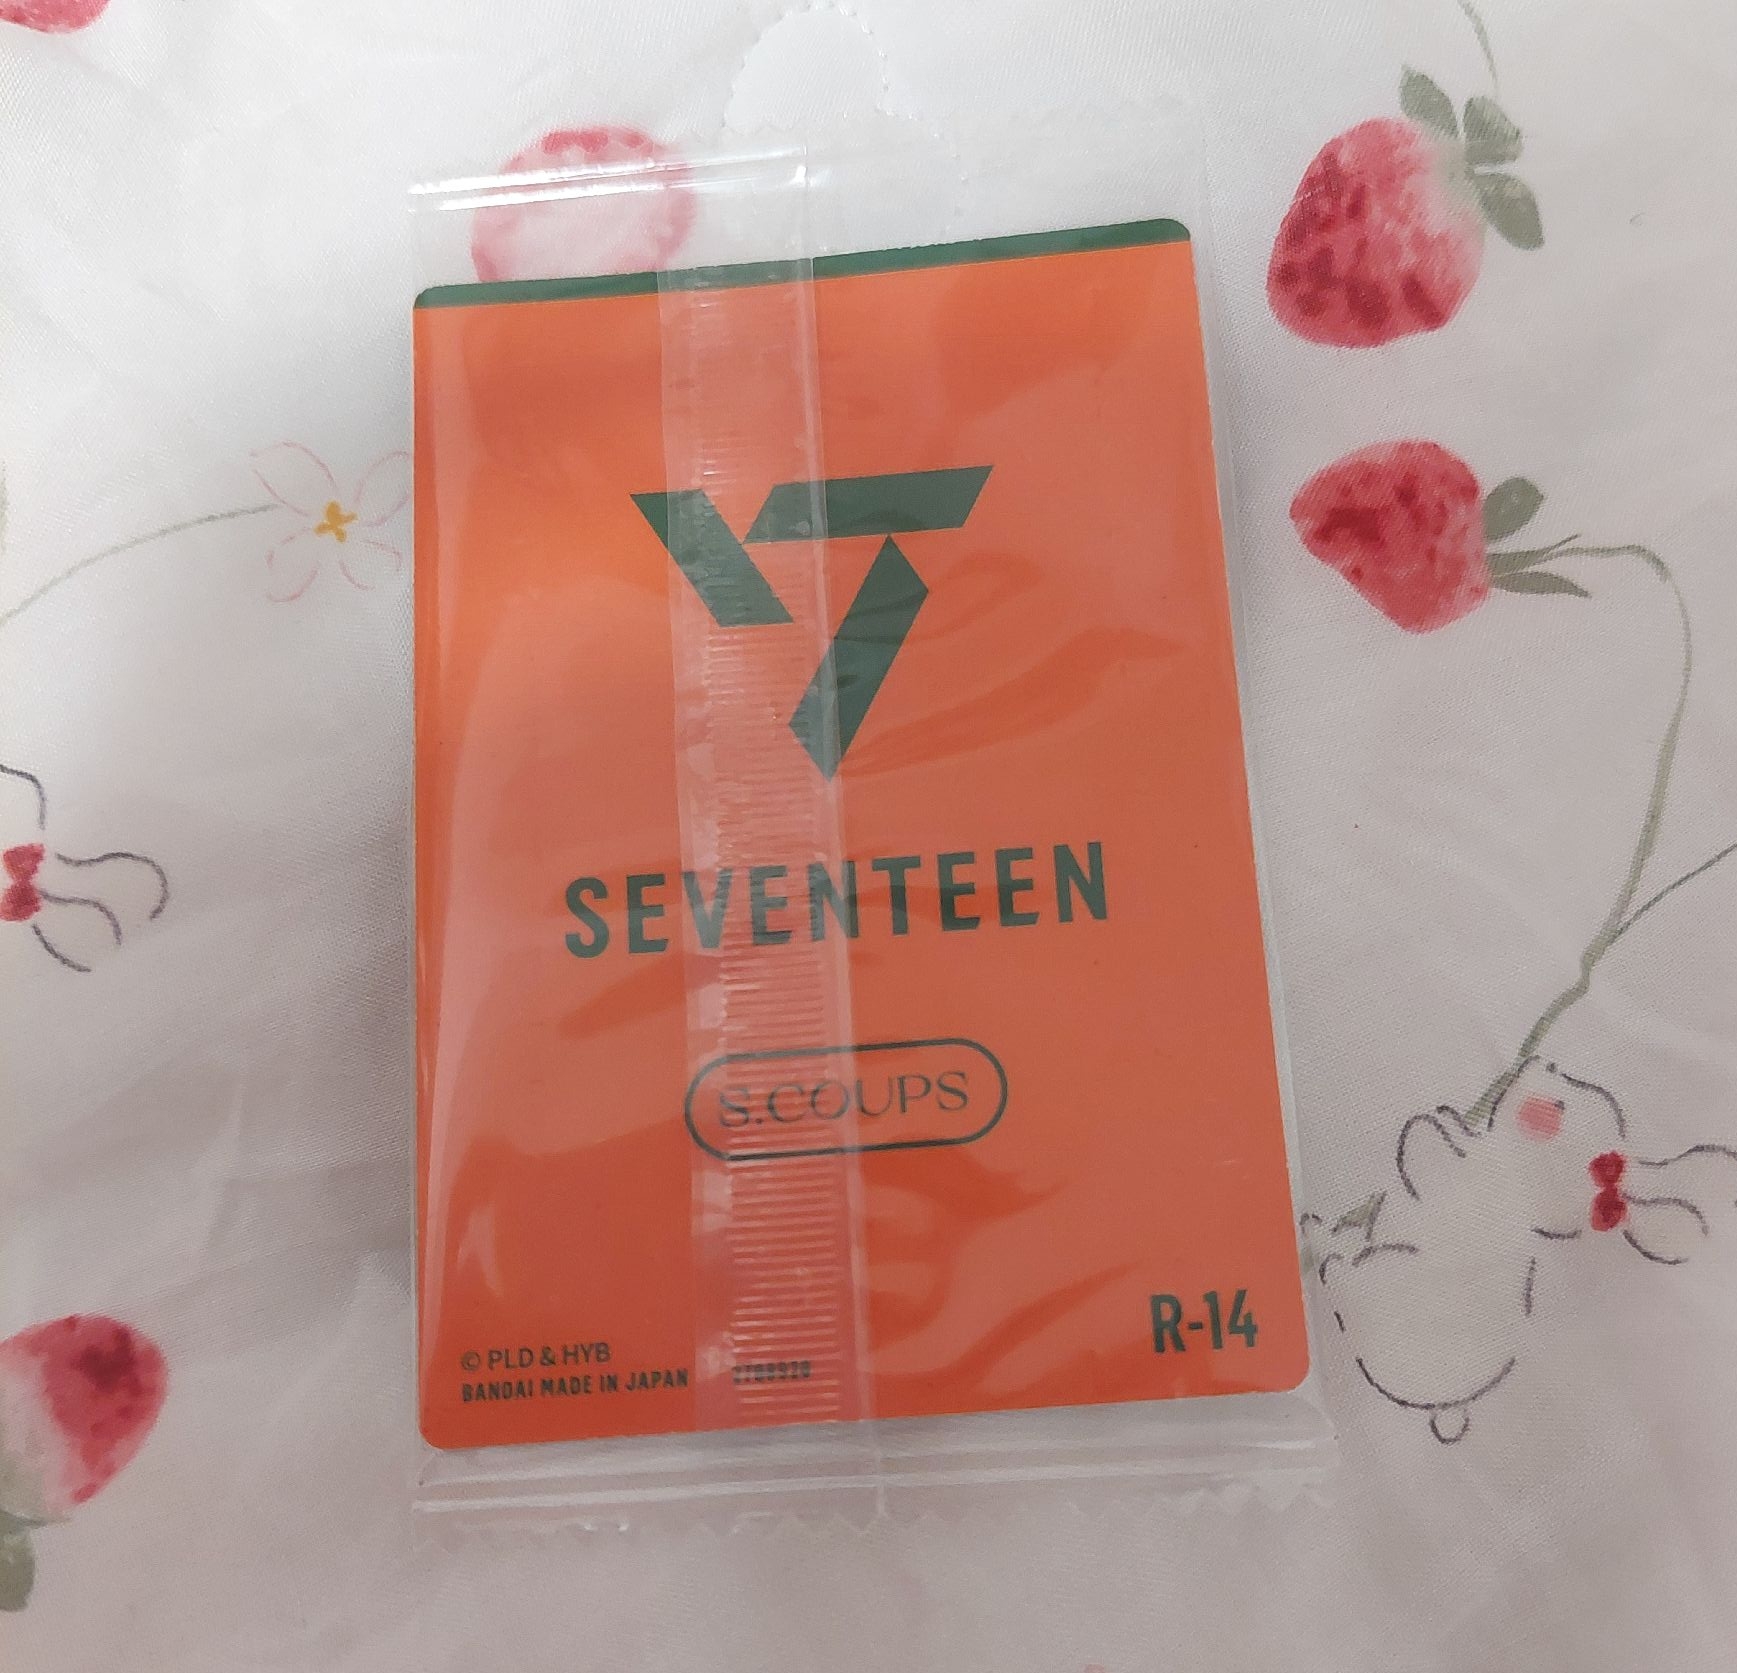 SEVENTEEN
S.COUPS
R-14
© PLD & HYB
BANDAI MADE IN JAPAN